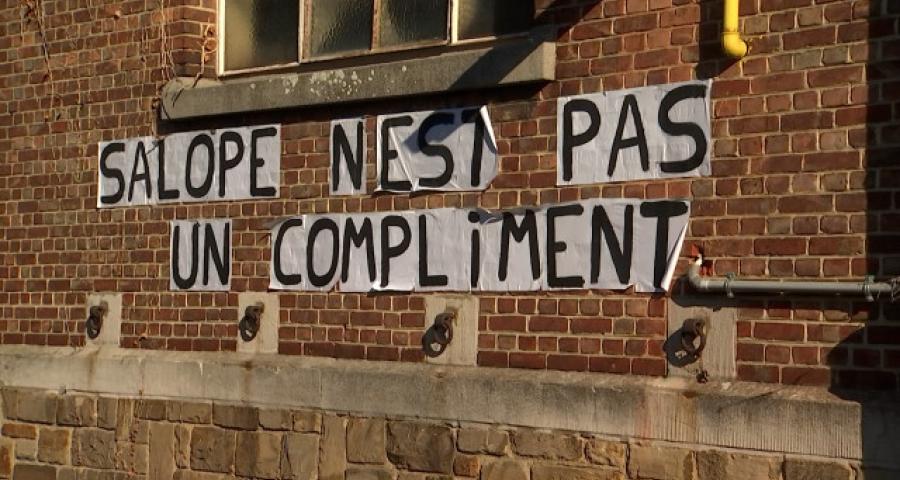 SALOPE NEST PAS
UN COMPLiMENT